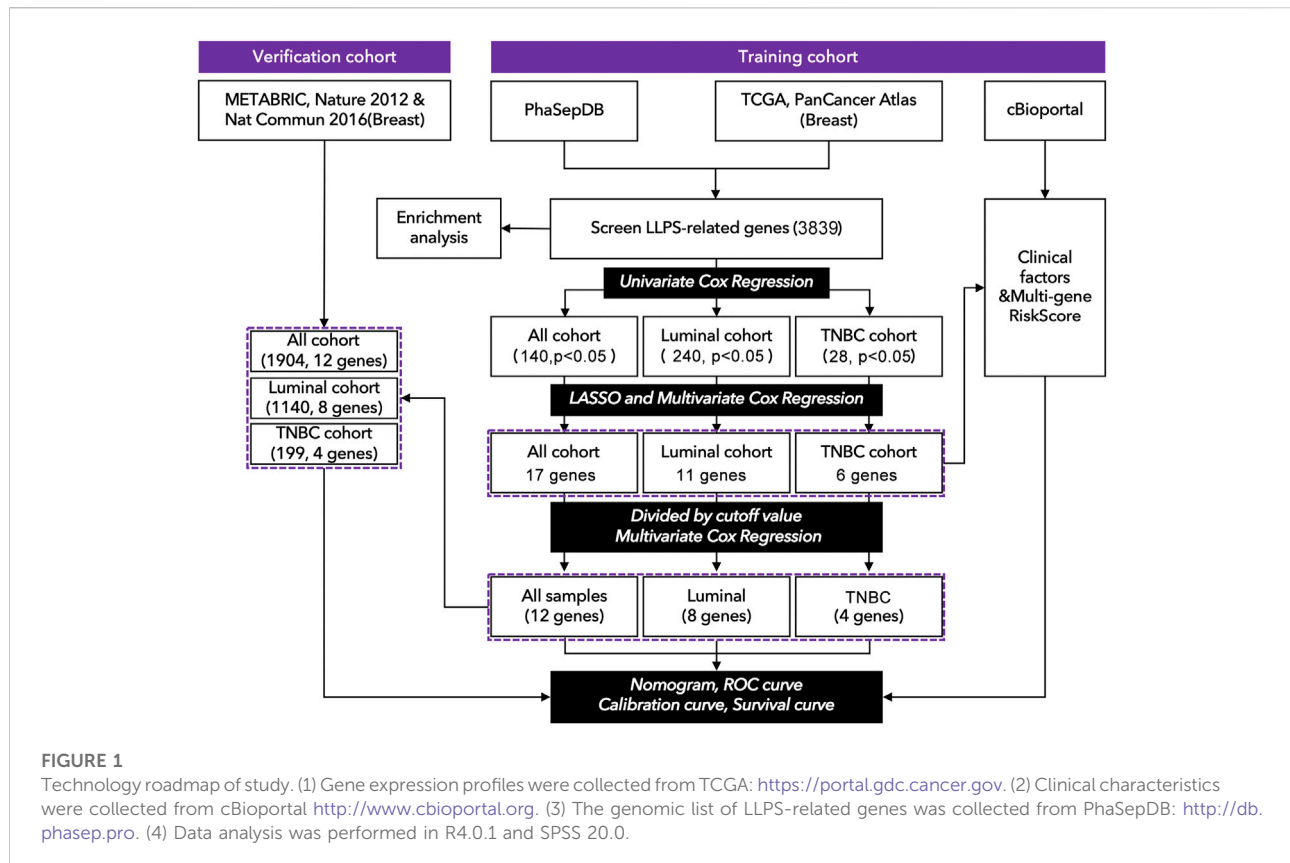 Verification cohort
Training cohort
METABRIC, Nature 2012 &
Nat Commun 2016(Breast)
PhaSepDB
TCGA, PanCancer Atlas
(Breast)
cBioportal
Enrichment
analysis
Screen LLPS-related genes (3839)
Clinical
factors
&Multi-gene
RiskScore
Univariate Cox Regression
All cohort
(140,p<0.05)
Luminal cohort
( 240, p<0.05)
TNBC cohort
(28, p<0.05)
All cohort
(1904, 12 genes)
Luminal cohort
(1140, 8 genes)
TNBC cohort
(199, 4 genes)
LASSO and Multivariate Cox Regression
All cohort
17 genes
Luminal cohort
11 genes
TNBC cohort
6 genes
Divided by cutoff value
Multivariate Cox Regression
All samples
(12 genes)
Luminal
(8 genes)
TNBC
(4 genes)
Nomogram, ROC curve
Calibration curve, Survival curve
FIGURE 1
Technology roadmap of study. (1) Gene expression profiles were collected from TCGA: https://portal.gdc.cancer.gov. (2) Clinical characteristics
were collected from cBioportal http://www.cbioportal.org. (3) The genomic list of LLPS-related genes was collected from PhaSepDB: http://db.
phasep.pro. (4) Data analysis was performed in R4.0.1 and SPSS 20.0.